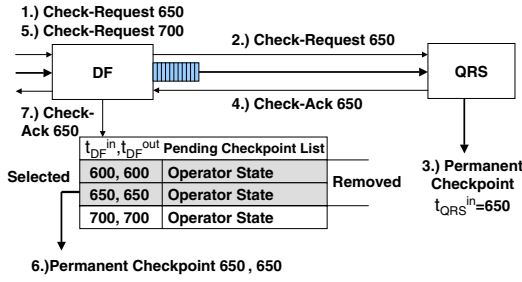 1.) Check-Request 650
5.) Check-Request 700
2.) Check-Request 650
DF
QRS
4.) Check-Ack 650
7.) Check-
Ack 650
t_DF^in, t_DF^out Pending Checkpoint List
600, 600 Operator State
Selected
650, 650 Operator State
Removed
700, 700 Operator State
3.) Permanent
Checkpoint
t_QRS^in=650
6.)Permanent Checkpoint 650 , 650